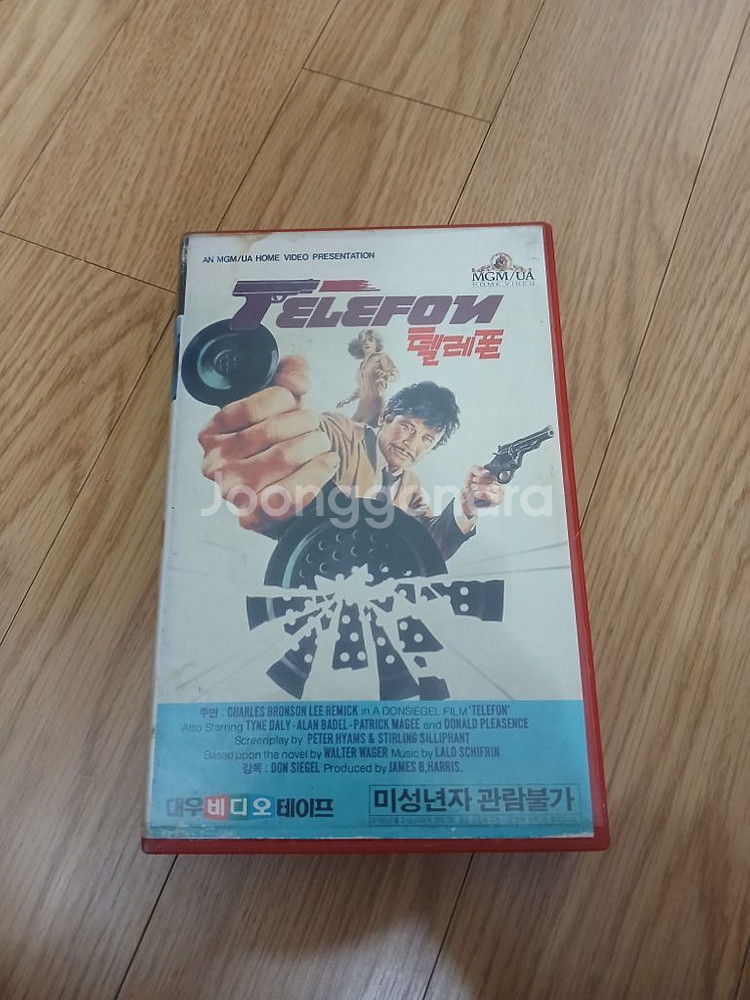 AN MGM/UA HOME VIDEO PRESENTATION
MGM/UA
HOME VIDEO
TELEFON
텔레폰
Joonggonara
주연 : CHARLES BRONSON LEE REMICK in A DONSIEGEL FILM 'TELEFON'
Also Starring TYNE DALY-ALAN BADEL-PATRICK MAGEE and DONALD PLEASENCE
Screenplay by PETER HYAMS & STIRLING SILLIPHANT
Based upon the novel by WALTER WAGER Music by LALO SCHIFRIN
감독 : DON SIEGEL Produced by JAMES B, HARRIS.
대우비디오테이프
미성년자 관람불가